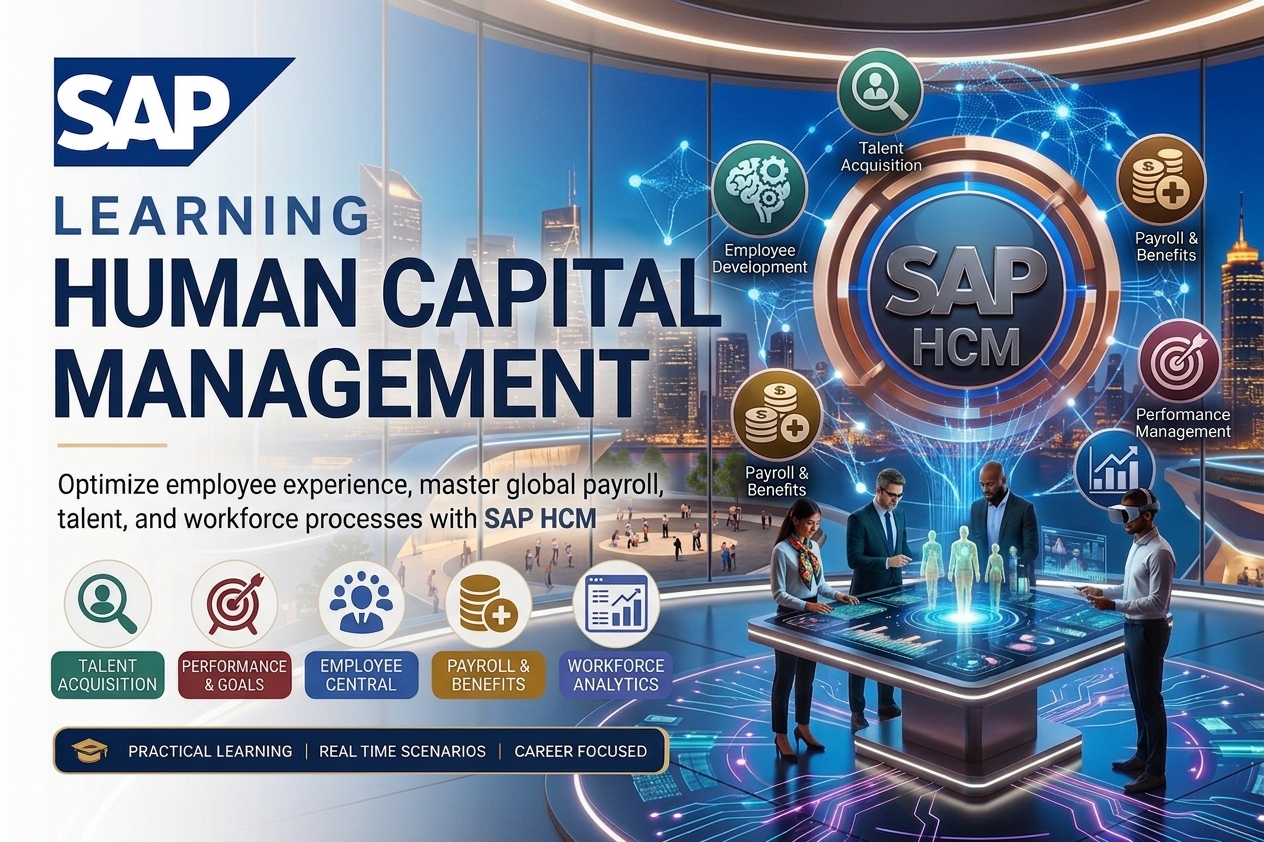 SAP
LEARNING
HUMAN CAPITAL
MANAGEMENT
Optimize employee experience, master global payroll,
talent, and workforce processes with SAP HCM
TALENT
ACQUISITION
PERFORMANCE
& GOALS
EMPLOYEE
CENTRAL
PAYROLL &
BENEFITS
WORKFORCE
ANALYTICS
PRACTICAL LEARNING | REAL TIME SCENARIOS | CAREER FOCUSED
Talent
Acquisition
Employee
Development
Payroll &
Benefits
SAP
HCM
Performance
Management
Payroll &
Benefits